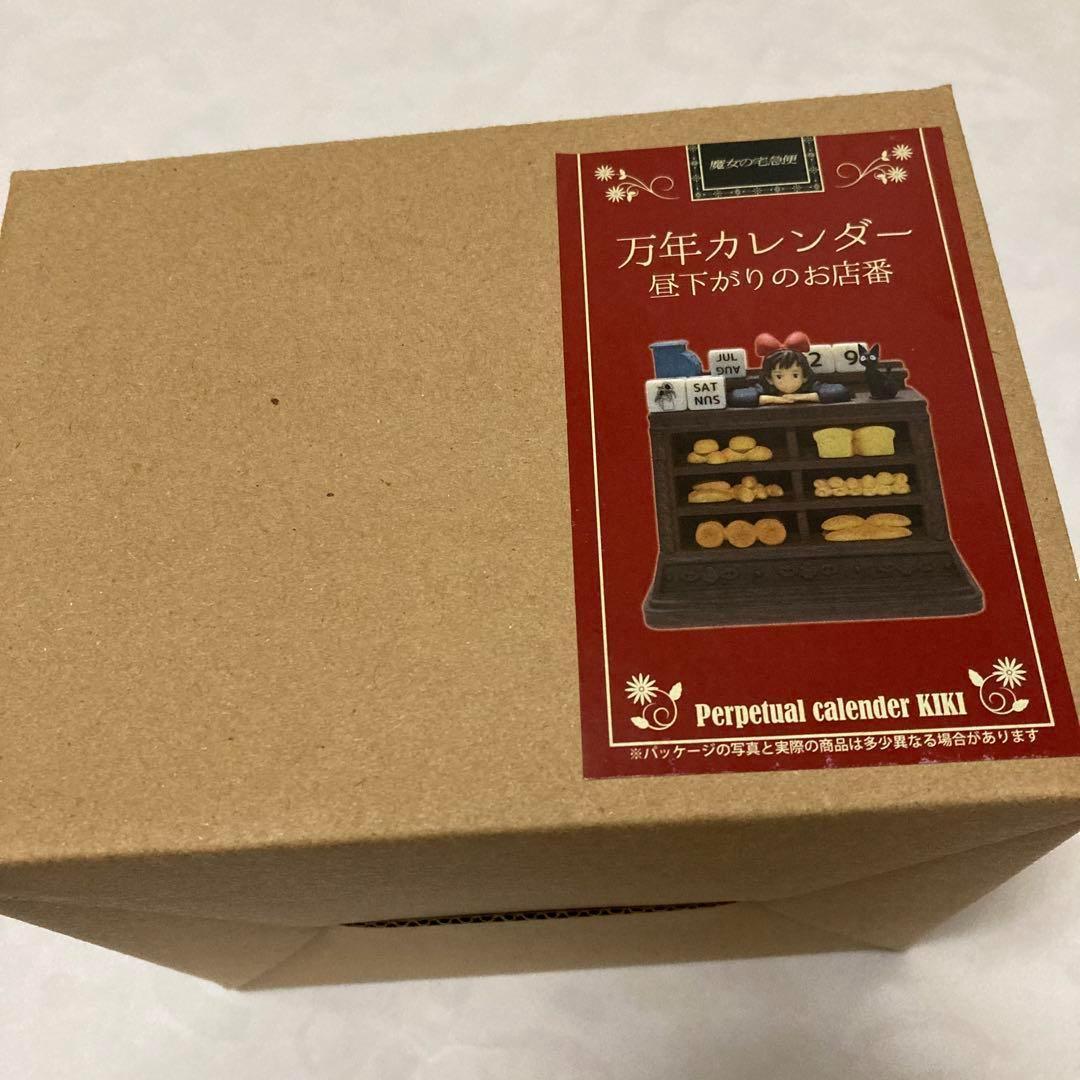 魔女の宅急便
万年カレンダー
昼下がりのお店番
JUL
AUG
2 9
SAT
SUN
Perpetual calender KIKI
※パッケージの写真と実際の商品は多少異なる場合があります